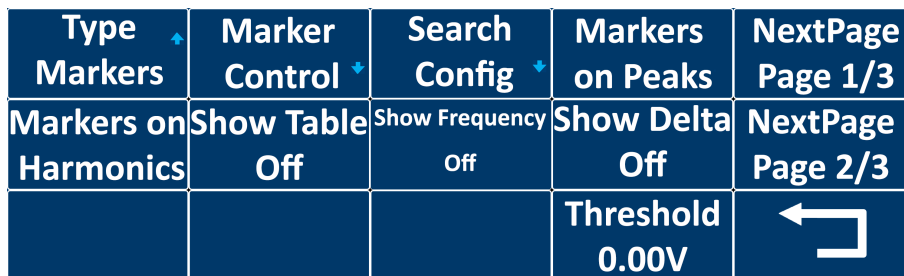 Type
Markers
Marker
Control
Search
Config
Markers
on Peaks
NextPage
Page 1/3
Markers on
Harmonics
Show Table
Off
Show Frequency
Off
Show Delta
Off
NextPage
Page 2/3
Threshold
0.00V